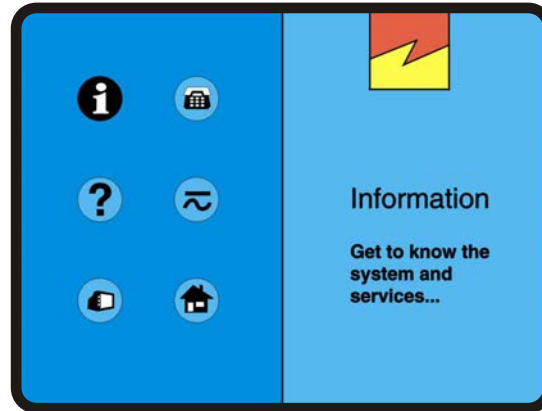 i
?
Information
Get to know the
system and
services...